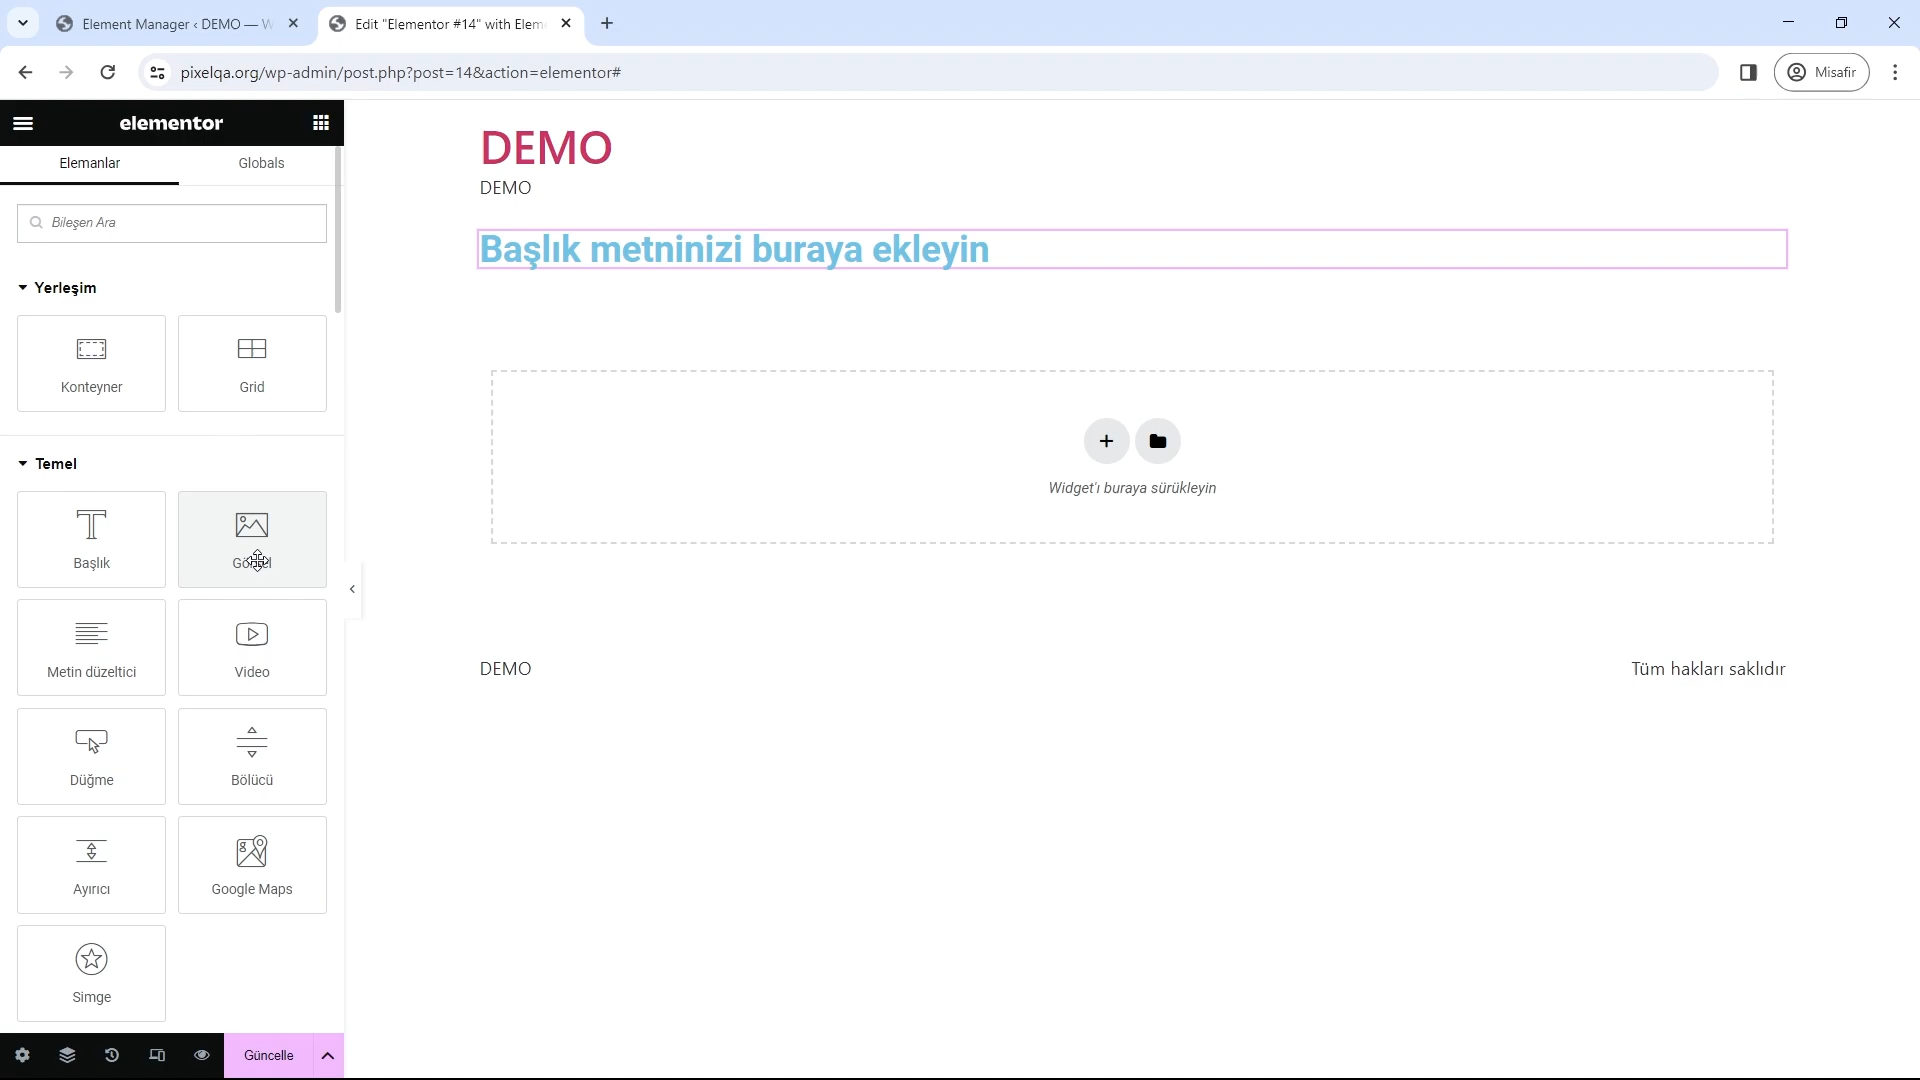 Element Manager ‹ DEMO — W
Edit "Elementor #14" with Elem
pixelqa.org/wp-admin/post.php?post=14&action=elementor#
Misafir
elementor
Elemanlar
Globals
Bileşen Ara
Yerleşim
Konteyner
Grid
Temel
Başlık
Metin düzeltici
Video
Düğme
Bölücü
Ayırıcı
Google Maps
Simge
Güncelle
DEMO
DEMO
Başlık metninizi buraya ekleyin
Widget'ı buraya sürükleyin
DEMO
Tüm hakları saklıdır